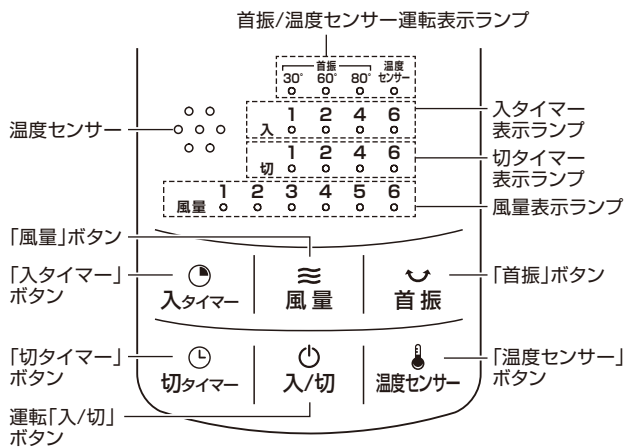 首振/温度センサー運転表示ランプ
首振
温度
30° 60° 80° センサー
温度センサー
入 1 2 4 6
入タイマー
表示ランプ
切 1 2 4 6
切タイマー
表示ランプ
風量 1 2 3 4 5 6
風量表示ランプ
「風量」ボタン
「入タイマー」
ボタン
入タイマー
風量
首振
「首振」ボタン
「切タイマー」
ボタン
切タイマー
入/切
温度センサー
「温度センサー」
ボタン
運転「入/切」
ボタン